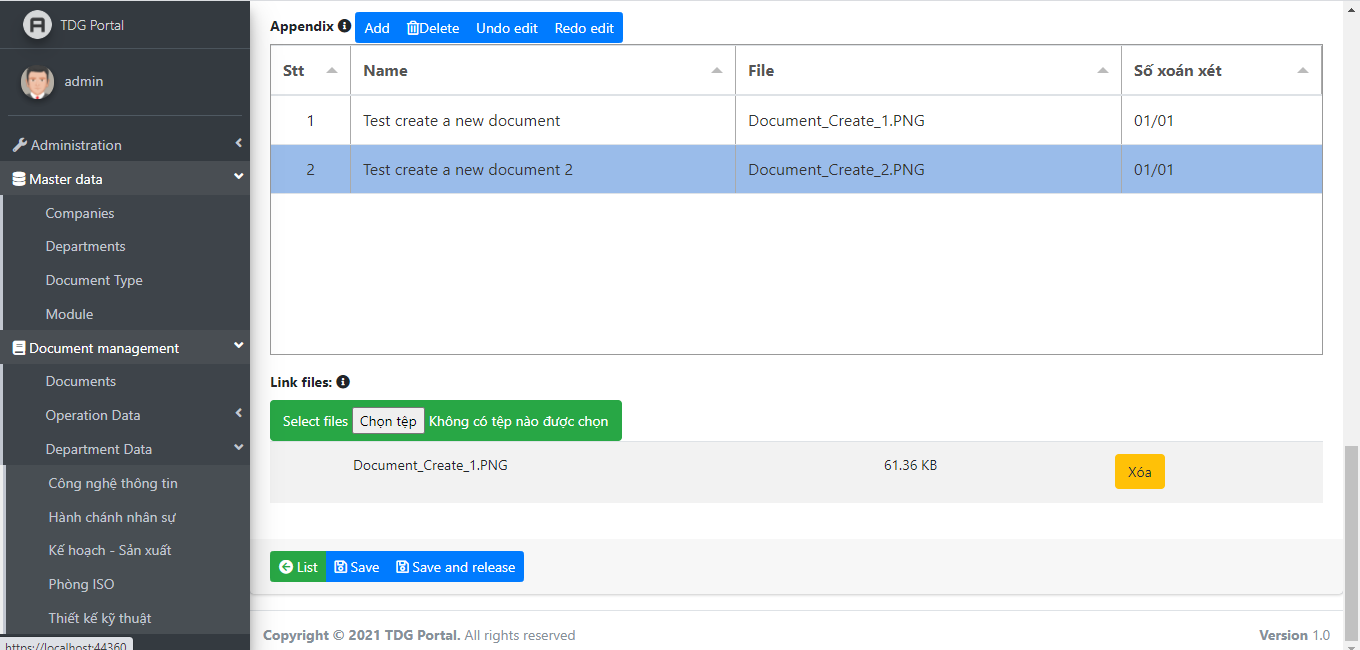 TDG Portal
admin
Administration
Master data
Companies
Departments
Document Type
Module
Document management
Documents
Operation Data
Department Data
Công nghệ thông tin
Hành chánh nhân sự
Kế hoạch - Sản xuất
Phòng ISO
Thiết kế kỹ thuật
https://localhost:44360
Appendix Add Delete Undo edit Redo edit
Stt Name File Số xoán xét
1 Test create a new document Document_Create_1.PNG 01/01
2 Test create a new document 2 Document_Create_2.PNG 01/01
Link files:
Select files Chọn tệp Không có tệp nào được chọn
Document_Create_1.PNG 61.36 KB Xóa
List Save Save and release
Copyright © 2021 TDG Portal. All rights reserved Version 1.0